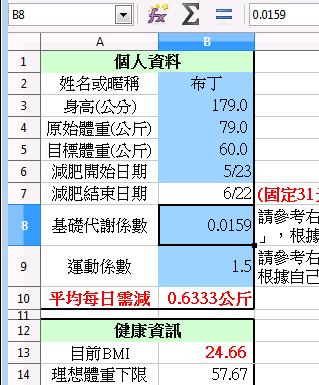 B8 0.0159
A B
1 個人資料
2 姓名或暱稱 布丁
3 身高(公分) 179.0
4 原始體重(公斤) 79.0
5 目標體重(公斤) 60.0
6 減肥開始日期 5/23
7 減肥結束日期 6/22 (固定31
8 基礎代謝係數 0.0159 請參考右
」，根據
9 運動係數 1.5 請參考右
根據自己
10 平均每日需減 0.6333公斤
11
12 健康資訊
13 目前BMI 24.66
14 理想體重下限 57.67